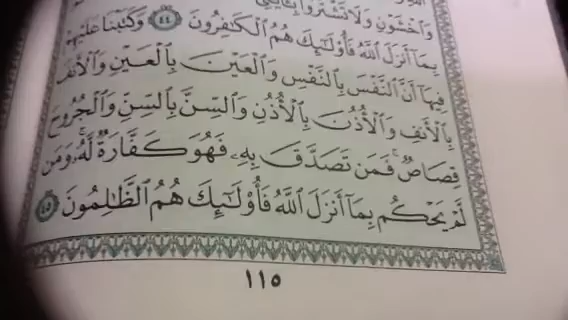 وَٱخْشَوْنِ وَلَا تَشْتَرُوا۟ بِـَٔايَٰتِى
بِمَآ أَنزَلَ ٱللَّهُ فَأُو۟لَٰٓئِكَ هُمُ ٱلْكَٰفِرُونَ ٤٤ وَكَتَبْنَا عَلَيْهِمْ
فِيهَآ أَنَّ ٱلنَّفْسَ بِٱلنَّفْسِ وَٱلْعَيْنَ بِٱلْعَيْنِ وَٱلْأَنفَ
بِٱلْأَنفِ وَٱلْأُذُنَ بِٱلْأُذُنِ وَٱلسِّنَّ بِٱلسِّنِّ وَٱلْجُرُوحَ
قِصَاصٌ ۚ فَمَن تَصَدَّقَ بِهِۦ فَهُوَ كَفَّارَةٌ لَّهُۥ ۚ وَمَن
لَّمْ يَحْكُم بِمَآ أَنزَلَ ٱللَّهُ فَأُو۟لَٰٓئِكَ هُمُ ٱلظَّٰلِمُونَ ٤٥
١١٥